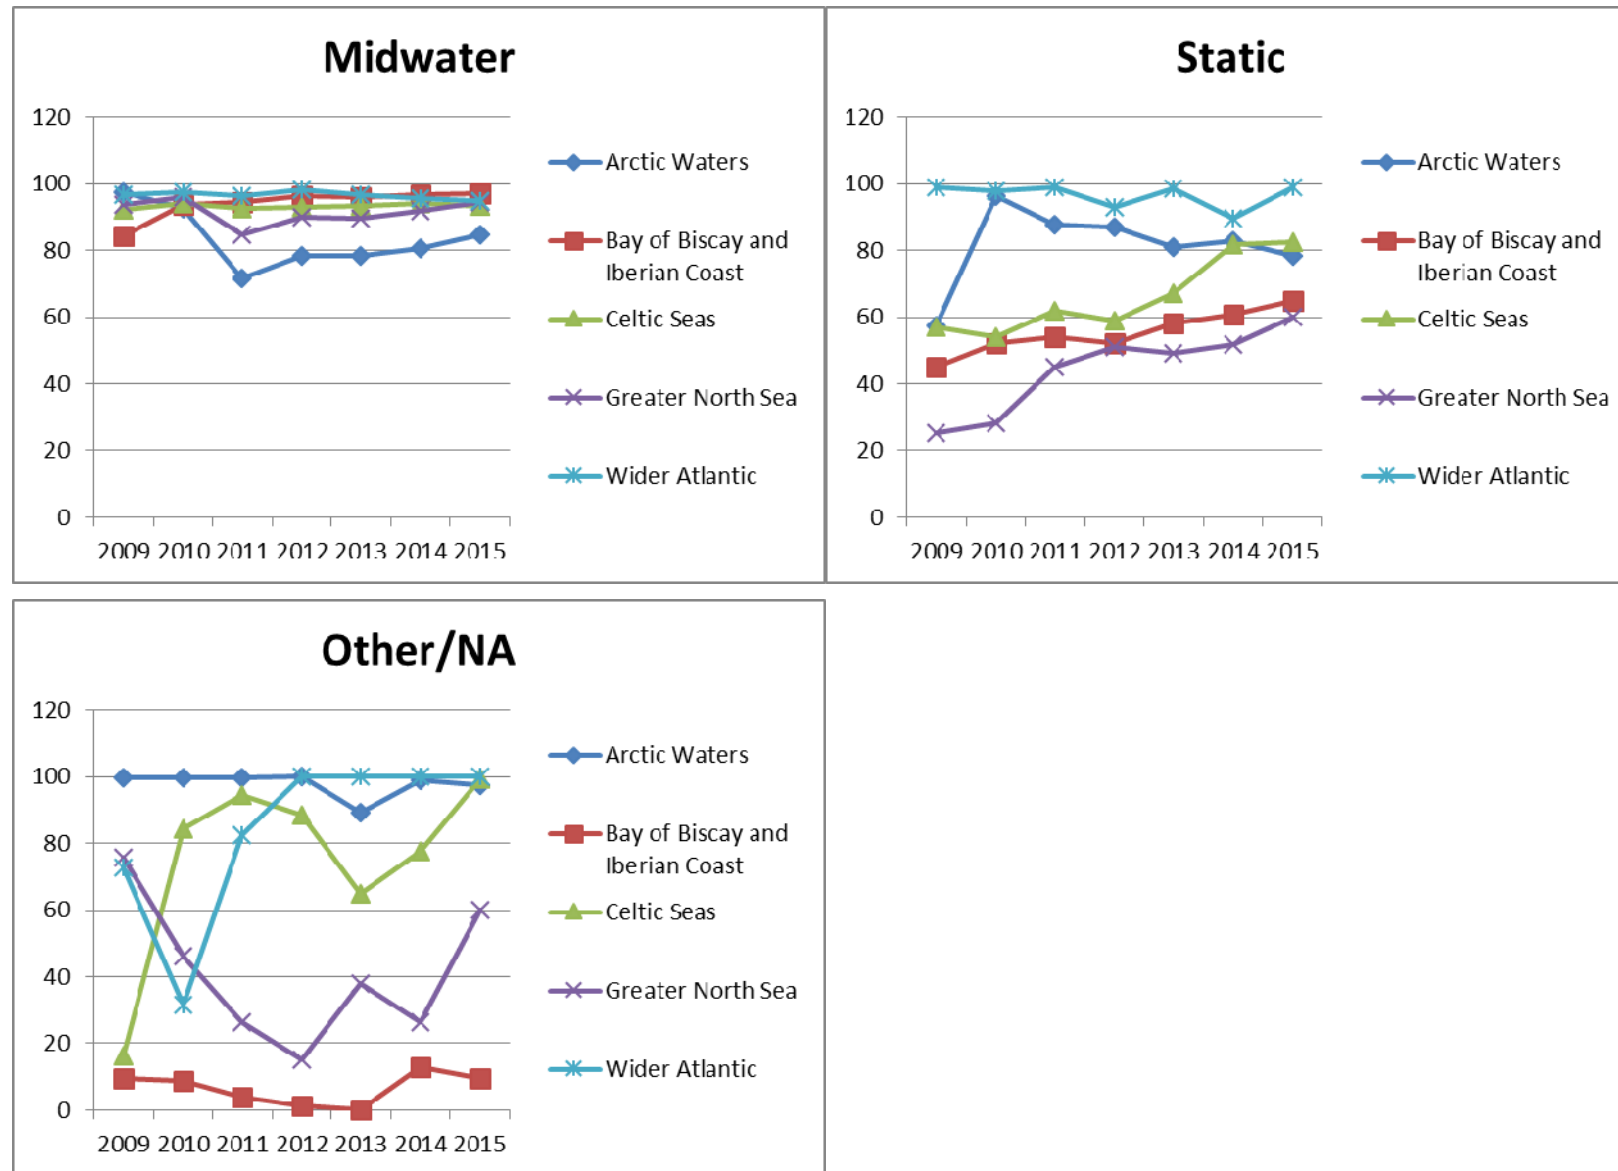 Midwater
120
100
80
60
40
20
0
2009 2010 2011 2012 2013 2014 2015
Arctic Waters
Bay of Biscay and
Iberian Coast
Celtic Seas
Greater North Sea
Wider Atlantic
Static
120
100
80
60
40
20
0
2009 2010 2011 2012 2013 2014 2015
Arctic Waters
Bay of Biscay and
Iberian Coast
Celtic Seas
Greater North Sea
Wider Atlantic
Other/NA
120
100
80
60
40
20
0
2009 2010 2011 2012 2013 2014 2015
Arctic Waters
Bay of Biscay and
Iberian Coast
Celtic Seas
Greater North Sea
Wider Atlantic